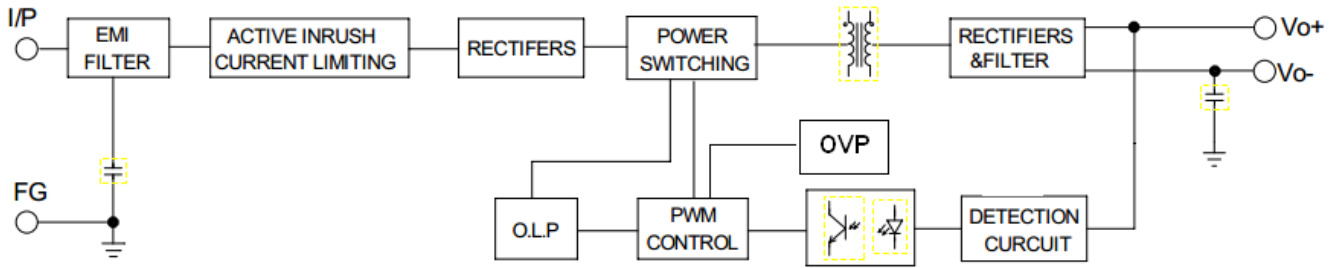 I/P
EMI
FILTER
ACTIVE INRUSH
CURRENT LIMITING
RECTIFERS
POWER
SWITCHING
RECTIFIERS
&FILTER
Vo+
Vo-
OVP
FG
O.L.P
PWM
CONTROL
DETECTION
CURCUIT